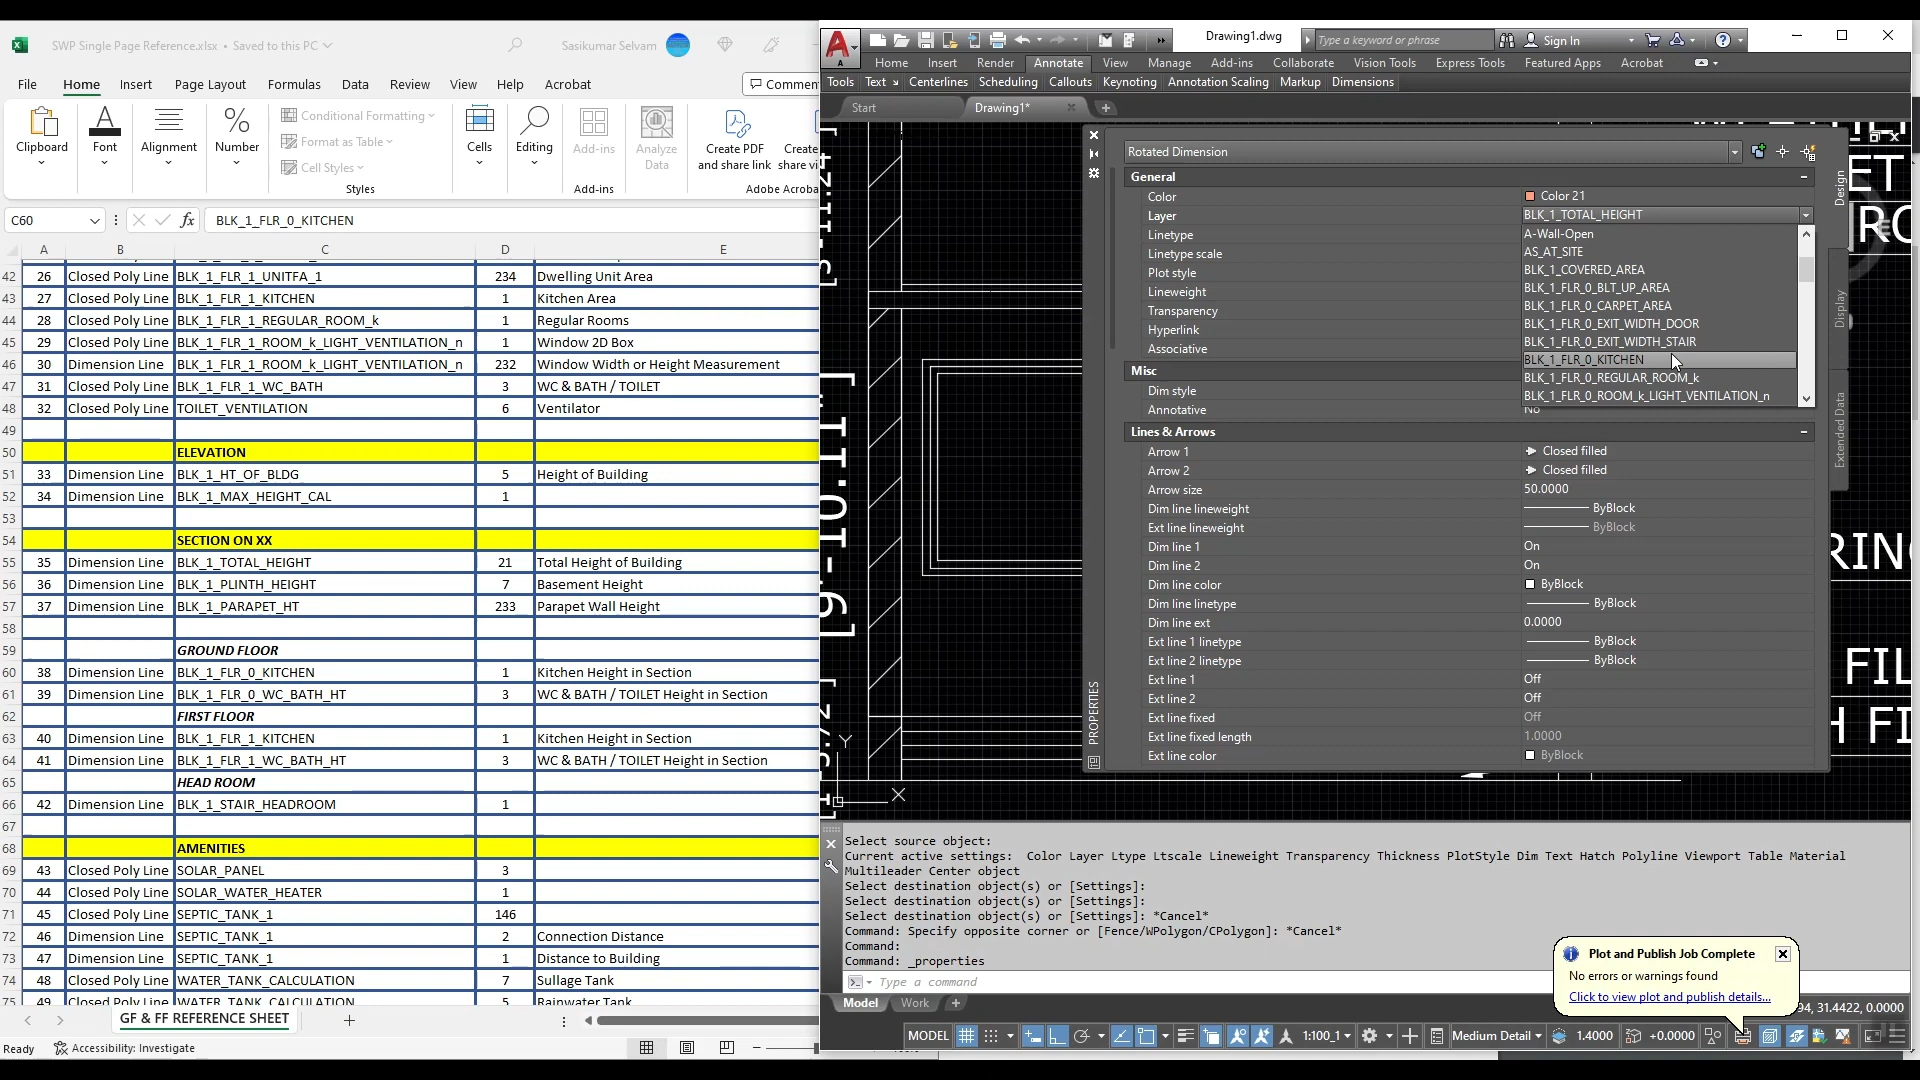 SWP Single Page Reference.xlsx • Saved to this PC
Sasikumar Selvam
File Home Insert Page Layout Formulas Data Review View Help Acrobat
Clipboard Font Alignment Number
Conditional Formatting
Format as Table
Cell Styles
Styles
Cells Editing Add-ins Analyze Data
Add-ins
Create PDF and share link
C60 fx BLK_1_FLR_0_KITCHEN
A B C D E
42 26 Closed Poly Line BLK_1_FLR_1_UNITFA_1 234 Dwelling Unit Area
43 27 Closed Poly Line BLK_1_FLR_1_KITCHEN 1 Kitchen Area
44 28 Closed Poly Line BLK_1_FLR_1_REGULAR_ROOM_k 1 Regular Rooms
45 29 Closed Poly Line BLK_1_FLR_1_ROOM_k_LIGHT_VENTILATION_n 1 Window 2D Box
46 30 Dimension Line BLK_1_FLR_1_ROOM_k_LIGHT_VENTILATION_n 232 Window Width or Height Measurement
47 31 Closed Poly Line BLK_1_FLR_1_WC_BATH 3 WC & BATH / TOILET
48 32 Closed Poly Line TOILET_VENTILATION 6 Ventilator
49
50 ELEVATION
51 33 Dimension Line BLK_1_HT_OF_BLDG 5 Height of Building
52 34 Dimension Line BLK_1_MAX_HEIGHT_CAL 1
53
54 SECTION ON XX
55 35 Dimension Line BLK_1_TOTAL_HEIGHT 21 Total Height of Building
56 36 Dimension Line BLK_1_PLINTH_HEIGHT 7 Basement Height
57 37 Dimension Line BLK_1_PARAPET_HT 233 Parapet Wall Height
58
59 GROUND FLOOR
60 38 Dimension Line BLK_1_FLR_0_KITCHEN 1 Kitchen Height in Section
61 39 Dimension Line BLK_1_FLR_0_WC_BATH_HT 3 WC & BATH / TOILET Height in Section
62 FIRST FLOOR
63 40 Dimension Line BLK_1_FLR_1_KITCHEN 1 Kitchen Height in Section
64 41 Dimension Line BLK_1_FLR_1_WC_BATH_HT 3 WC & BATH / TOILET Height in Section
65 HEAD ROOM
66 42 Dimension Line BLK_1_STAIR_HEADROOM 1
67
68 AMENITIES
69 43 Closed Poly Line SOLAR_PANEL 3
70 44 Closed Poly Line SOLAR_WATER_HEATER 1
71 45 Closed Poly Line SEPTIC_TANK_1 146
72 46 Dimension Line SEPTIC_TANK_1 2 Connection Distance
73 47 Dimension Line SEPTIC_TANK_1 1 Distance to Building
74 48 Closed Poly Line WATER_TANK_CALCULATION 7 Sullage Tank
75 49 Closed Poly Line WATER_TANK_CALCULATION 5 Rainwater Tank
GF & FF REFERENCE SHEET
Ready Accessibility: Investigate
Drawing1.dwg
Type a keyword or phrase
Sign In
Home Insert Render Annotate View Manage Add-ins Collaborate Vision Tools Express Tools Featured Apps Acrobat
Tools Text Centerlines Scheduling Callouts Keynoting Annotation Scaling Markup Dimensions
Start Drawing1*
Rotated Dimension
General
Color Color 21
Layer BLK_1_TOTAL_HEIGHT
Linetype
Linetype scale
Plot style
Lineweight
Transparency
Hyperlink
Associative
A-Wall-Open
AS_AT_SITE
BLK_1_COVERED_AREA
BLK_1_FLR_0_BLT_UP_AREA
BLK_1_FLR_0_CARPET_AREA
BLK_1_FLR_0_EXIT_WIDTH_DOOR
BLK_1_FLR_0_EXIT_WIDTH_STAIR
BLK_1_FLR_0_KITCHEN
BLK_1_FLR_0_REGULAR_ROOM_k
BLK_1_FLR_0_ROOM_k_LIGHT_VENTILATION_n
Misc
Dim style
Annotative No
Lines & Arrows
Arrow 1 Closed filled
Arrow 2 Closed filled
Arrow size 50.0000
Dim line lineweight ByBlock
Ext line lineweight ByBlock
Dim line 1 On
Dim line 2 On
Dim line color ByBlock
Dim line linetype ByBlock
Dim line ext 0.0000
Ext line 1 linetype ByBlock
Ext line 2 linetype ByBlock
Ext line 1 Off
Ext line 2 Off
Ext line fixed Off
Ext line fixed length 1.0000
Ext line color ByBlock
PROPERTIES
Design
Display
Extended Data
[9-10.11"]
Y
X
Select source object:
Current active settings: Color Layer Ltype Ltscale Lineweight Transparency Thickness PlotStyle Dim Text Hatch Polyline Viewport Table Material
Multileader Center object
Select destination object(s) or [Settings]:
Select destination object(s) or [Settings]:
Select destination object(s) or [Settings]: *Cancel*
Command: Specify opposite corner or [Fence/WPolygon/CPolygon]: *Cancel*
Command:
Command: _properties
Type a command
Plot and Publish Job Complete
No errors or warnings found
Click to view plot and publish details...
Model Work
94, 31.4422, 0.0000
MODEL 1:100_1 Medium Detail 1.4000 +0.0000